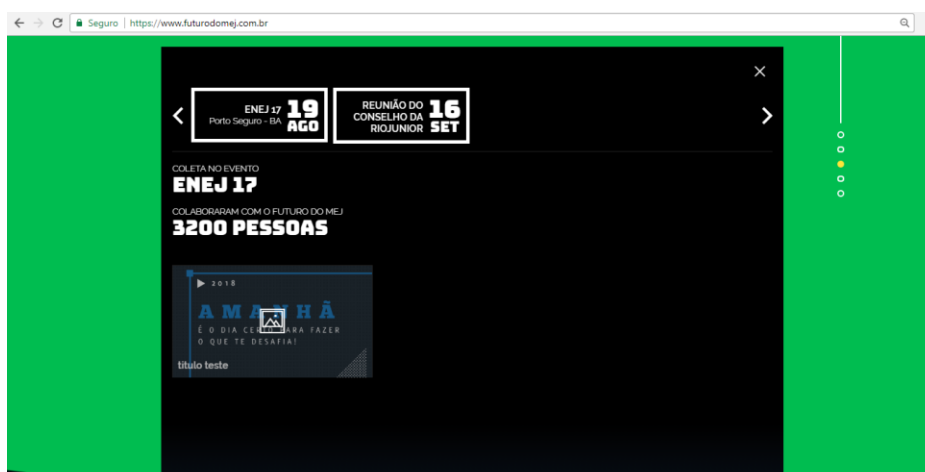 Seguro | https://www.futurodomej.com.br
ENEJ 17
Porto Seguro - BA
19
AGO
REUNIÃO DO
CONSELHO DA
RIOJUNIOR
16
SET
COLETA NO EVENTO
ENEJ 17
COLABORARAM COM O FUTURO DO MEJ
3200 PESSOAS
2018
AMANHÃ
É O DIA CERTO PARA FAZER
O QUE TE DESAFIA!
titulo teste